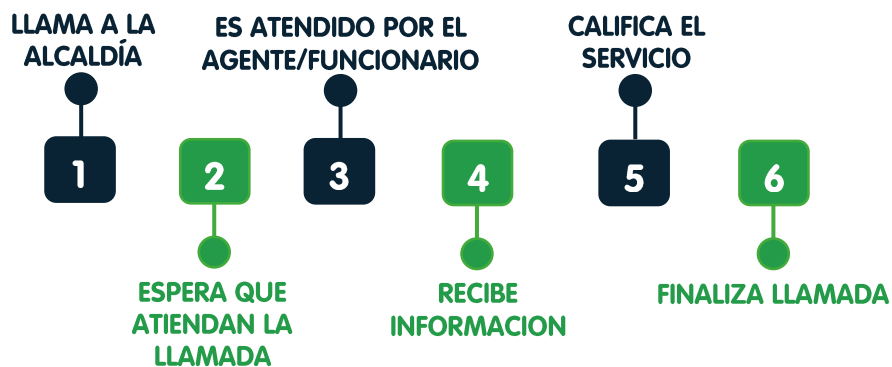 LLAMA A LA
ALCALDÍA
1
ESPERA QUE
ATIENDAN LA
LLAMADA
2
ES ATENDIDO POR EL
AGENTE/FUNCIONARIO
3
RECIBE
INFORMACION
4
CALIFICA EL
SERVICIO
5
FINALIZA LLAMADA
6